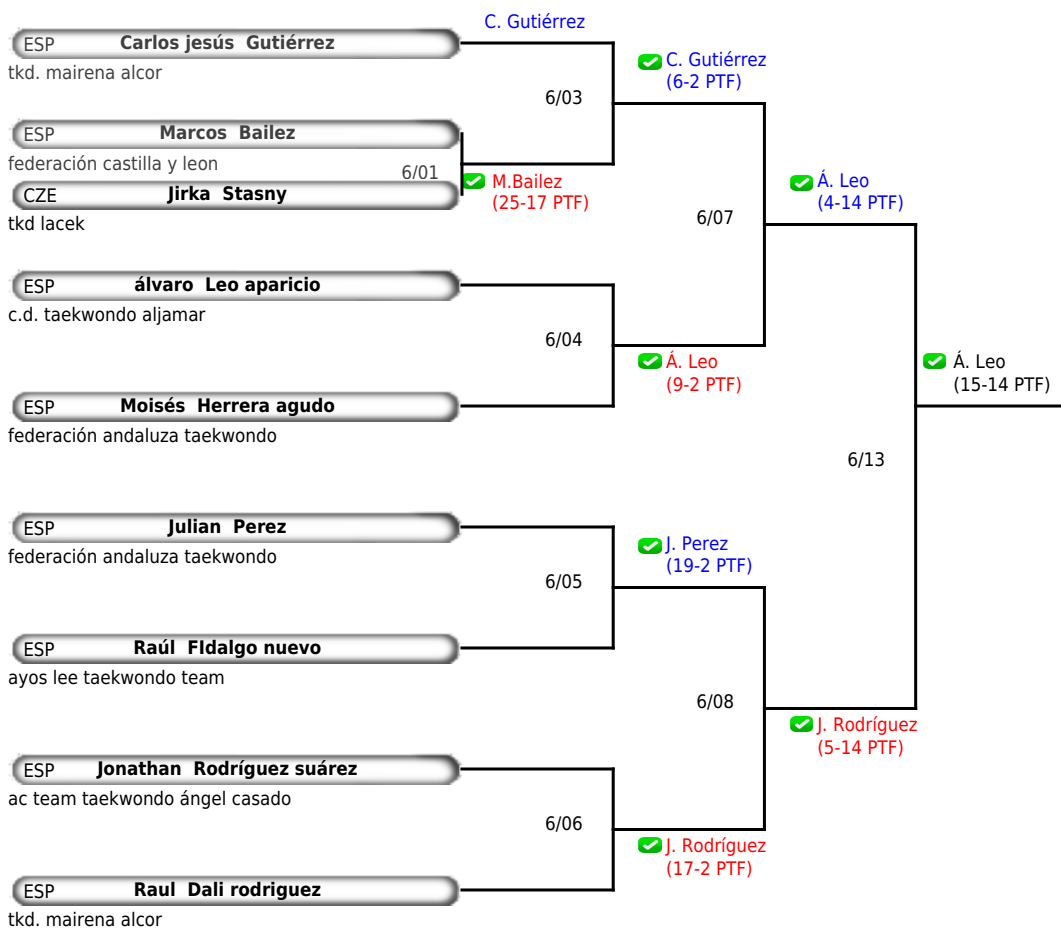 C. Gutiérrez
ESP Carlos jesús Gutiérrez
tkd. mairena alcor
C. Gutiérrez
(6-2 PTF)
6/03
ESP Marcos Bailez
federación castilla y leon
6/01
M.Bailez
(25-17 PTF)
CZE Jirka Stasny
tkd lacek
Á. Leo
(4-14 PTF)
6/07
ESP álvaro Leo aparicio
c.d. taekwondo aljamar
6/04
Á. Leo
(9-2 PTF)
Á. Leo
(15-14 PTF)
ESP Moisés Herrera agudo
federación andaluza taekwondo
6/13
ESP Julian Perez
federación andaluza taekwondo
J. Perez
(19-2 PTF)
6/05
ESP Raúl FIdalgo nuevo
ayos lee taekwondo team
6/08
J. Rodríguez
(5-14 PTF)
ESP Jonathan Rodríguez suárez
ac team taekwondo ángel casado
6/06
J. Rodríguez
(17-2 PTF)
ESP Raul Dali rodriguez
tkd. mairena alcor